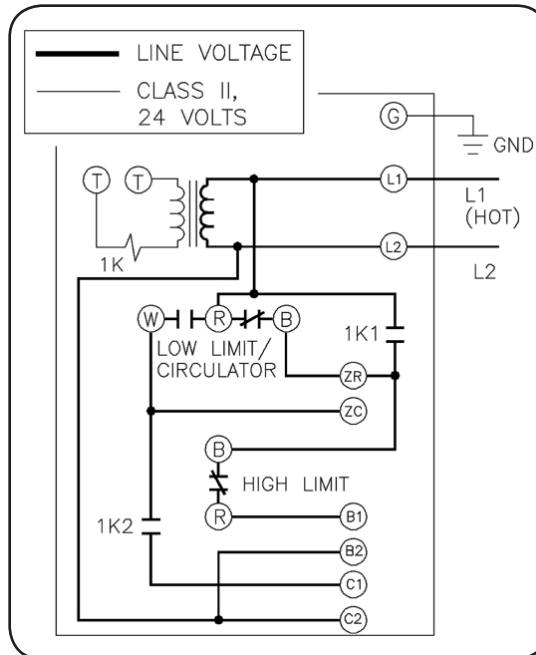 LINE VOLTAGE
CLASS II,
24 VOLTS
G
GND
T T
L1
L1
(HOT)
1K
L2
L2
W R B
1K1
LOW LIMIT/
CIRCULATOR
ZR
ZC
B
HIGH LIMIT
R
B1
1K2
B2
C1
C2